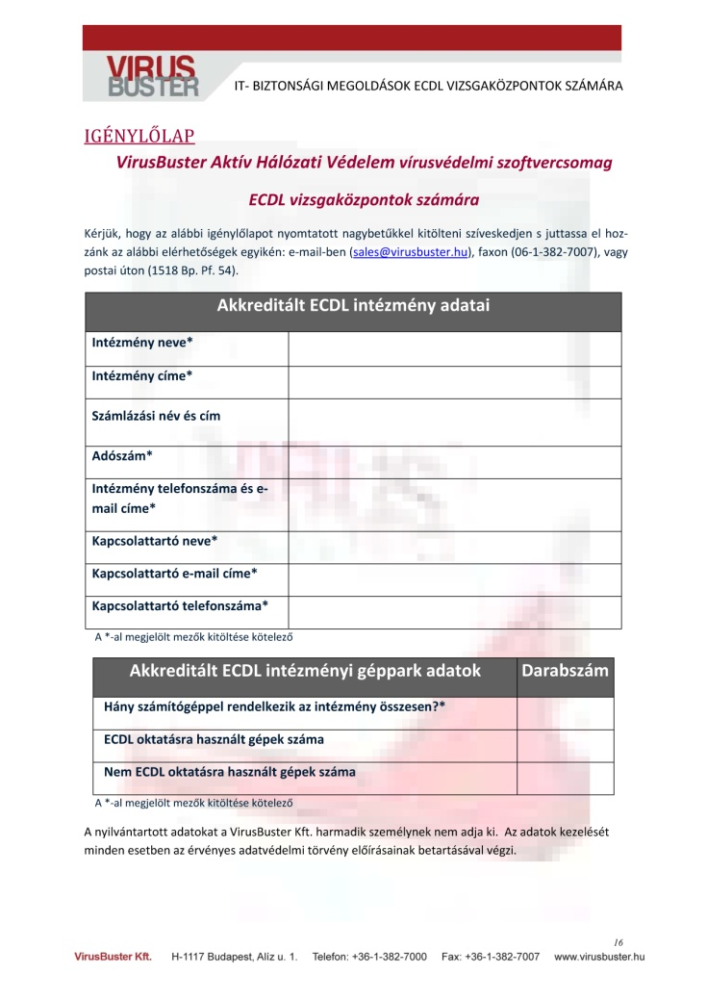 VIRUS
BUSTER
IT- BIZTONSÁGI MEGOLDÁSOK ECDL VIZSGAKÖZPONTOK SZÁMÁRA
IGÉNYLŐLAP
VirusBuster Aktív Hálózati Védelem vírusvédelmi szoftvercsomag
ECDL vizsgaközpontok számára
Kérjük, hogy az alábbi igénylőlapot nyomtatott nagybetűkkel kitölteni szíveskedjen s juttassa el hoz-
zánk az alábbi elérhetőségek egyikén: e-mail-ben (sales@virusbuster.hu), faxon (06-1-382-7007), vagy
postai úton (1518 Bp. Pf. 54).
Akkreditált ECDL intézmény adatai
Intézmény neve*
Intézmény címe*
Számlázási név és cím
Adószám*
Intézmény telefonszáma és e-
mail címe*
Kapcsolattartó neve*
Kapcsolattartó e-mail címe*
Kapcsolattartó telefonszáma*
A *-al megjelölt mezők kitöltése kötelező
Akkreditált ECDL intézményi géppark adatok Darabszám
Hány számítógéppel rendelkezik az intézmény összesen?*
ECDL oktatásra használt gépek száma
Nem ECDL oktatásra használt gépek száma
A *-al megjelölt mezők kitöltése kötelező
A nyilvántartott adatokat a VirusBuster Kft. harmadik személynek nem adja ki. Az adatok kezelését
minden esetben az érvényes adatvédelmi törvény előírásainak betartásával végzi.
16
VirusBuster Kft. H-1117 Budapest, Alíz u. 1. Telefon: +36-1-382-7000 Fax: +36-1-382-7007 www.virusbuster.hu